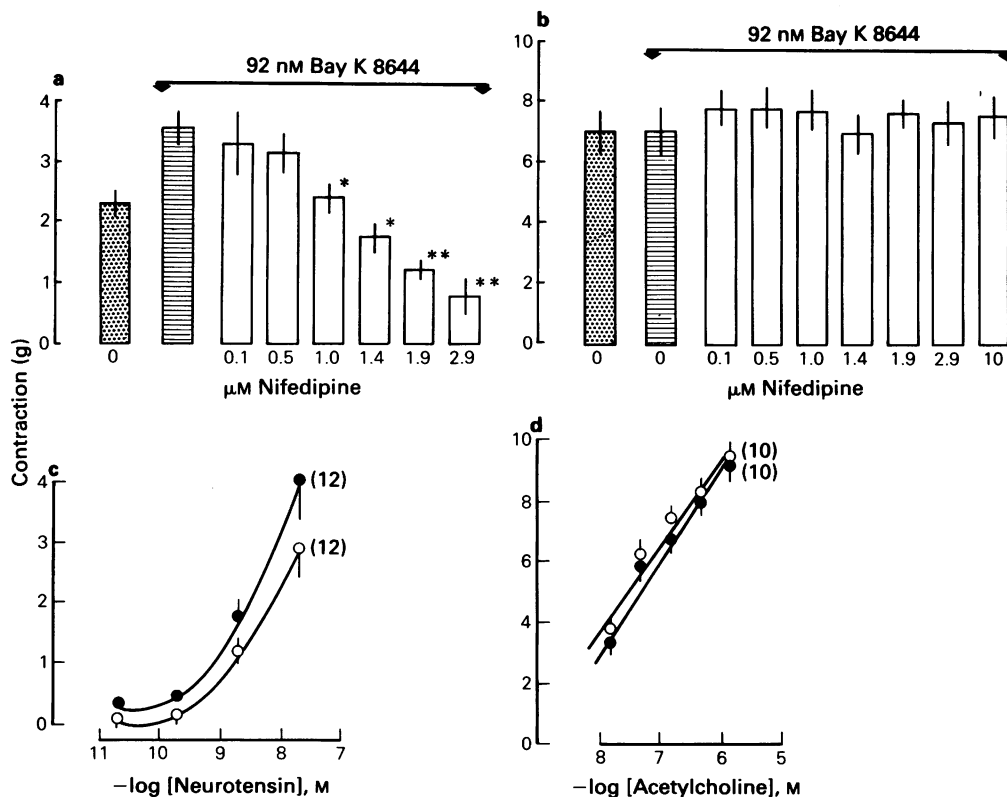 a
92 nM Bay K 8644
4
3
2
1
0
*
*
**
**
0 0.1 0.5 1.0 1.4 1.9 2.9
μM Nifedipine
b
92 nM Bay K 8644
10
8
6
4
2
0
0 0 0.1 0.5 1.0 1.4 1.9 2.9 10
μM Nifedipine
Contraction (g)
c
4
3
2
1
0
(12)
(12)
11 10 9 8 7
−log [Neurotensin], M
d
10
8
6
4
2
0
(10)
(10)
8 7 6 5
−log [Acetylcholine], M